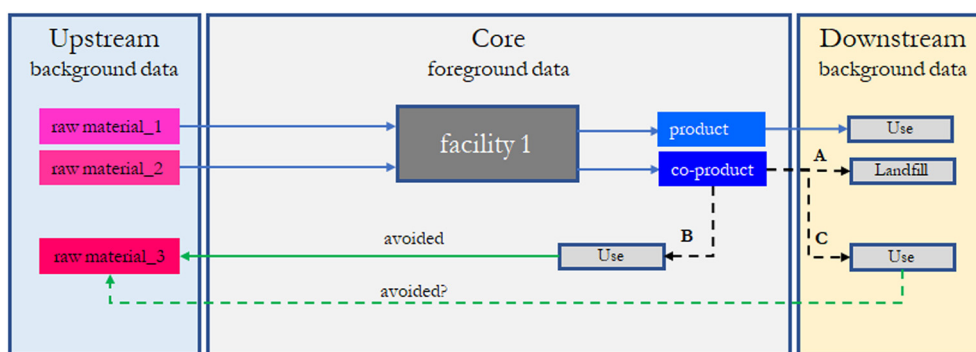 Upstream
background data
Core
foreground data
Downstream
background data
raw material_1
raw material_2
facility 1
product
co-product
Use
A
Landfill
raw material_3
avoided
Use
B
C
Use
avoided?